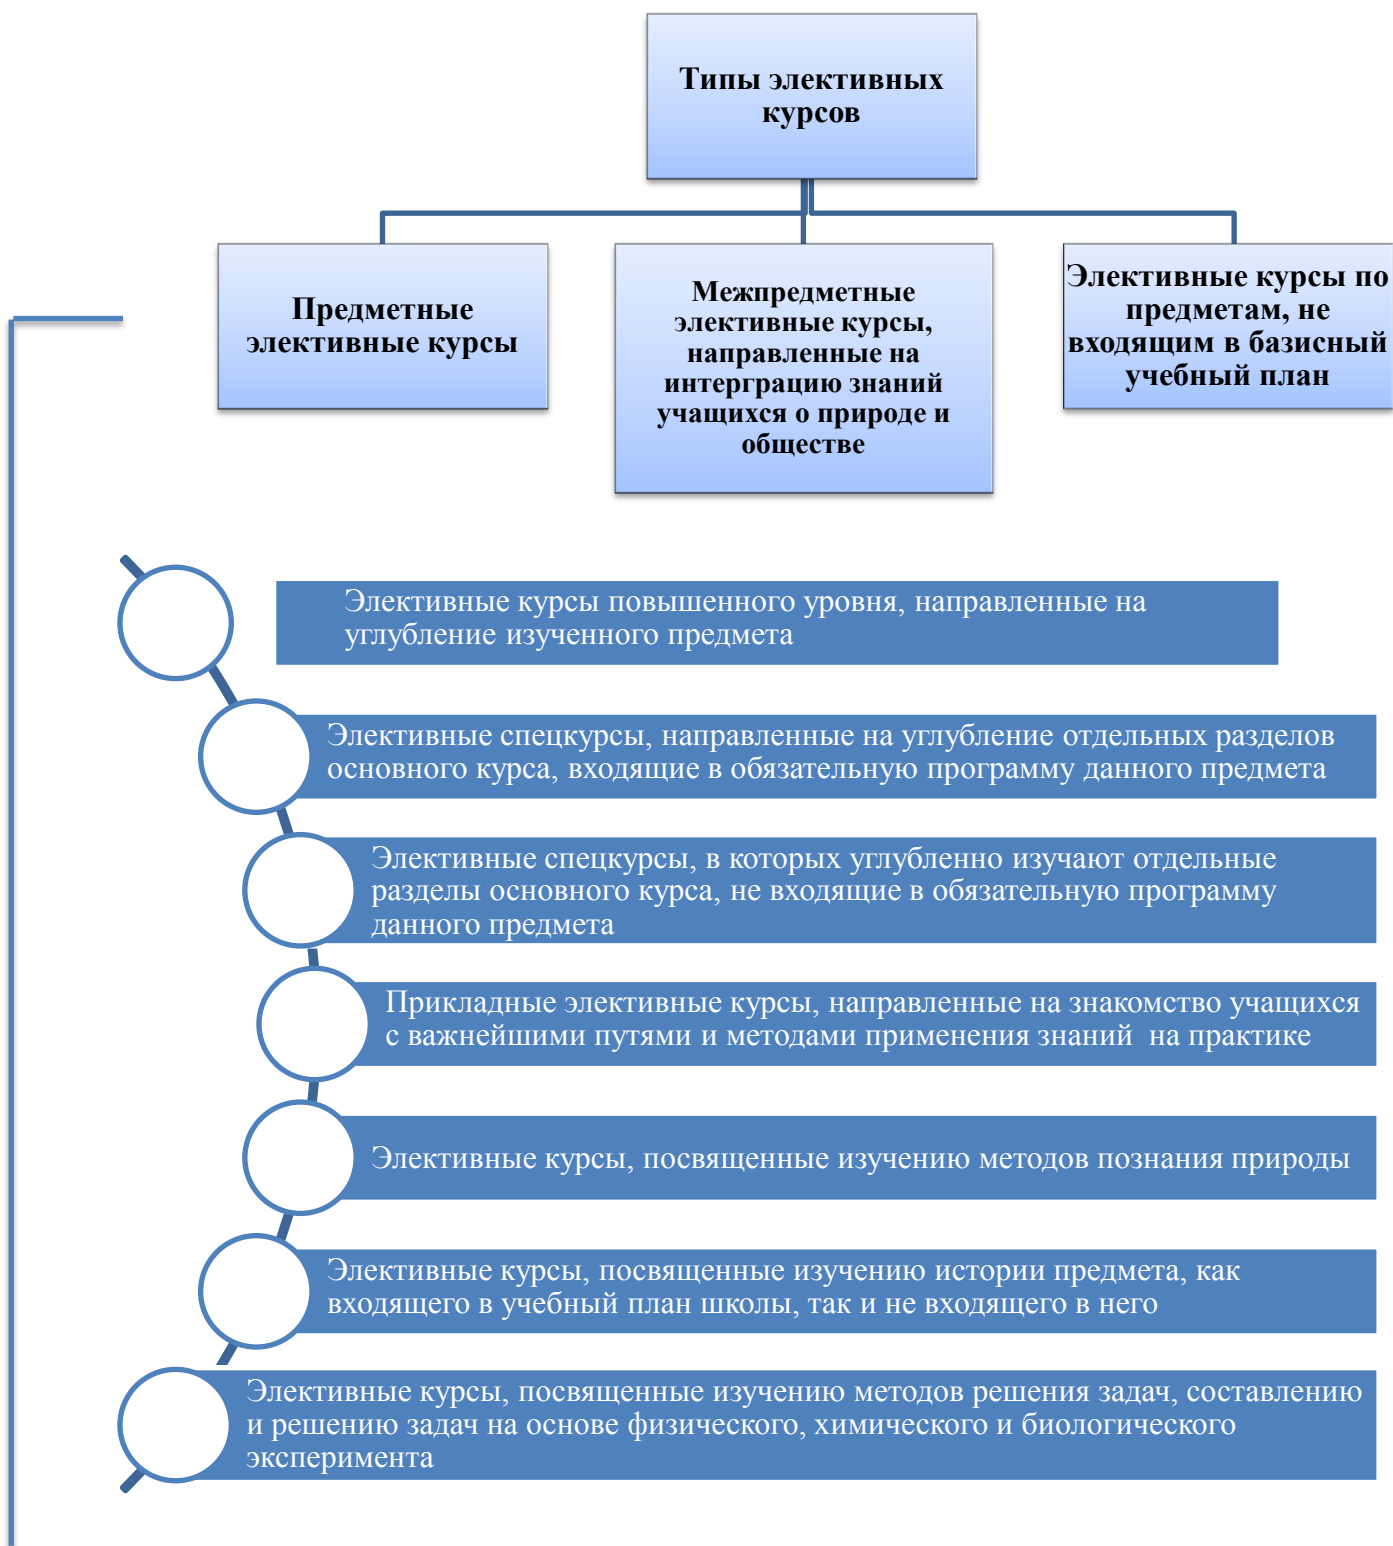 Типы элективных
курсов
Предметные
элективные курсы
Межпредметные
элективные курсы,
направленные на
интерграцию знаний
учащихся о природе и
обществе
Элективные курсы по
предметам, не
входящим в базисный
учебный план
Элективные курсы повышенного уровня, направленные на
углубление изученного предмета
Элективные спецкурсы, направленные на углубление отдельных разделов
основного курса, входящие в обязательную программу данного предмета
Элективные спецкурсы, в которых углубленно изучают отдельные
разделы основного курса, не входящие в обязательную программу
данного предмета
Прикладные элективные курсы, направленные на знакомство учащихся
с важнейшими путями и методами применения знаний  на практике
Элективные курсы, посвященные изучению методов познания природы
Элективные курсы, посвященные изучению истории предмета, как
входящего в учебный план школы, так и не входящего в него
Элективные курсы, посвященные изучению методов решения задач, составлению
и решению задач на основе физического, химического и биологического
эксперимента